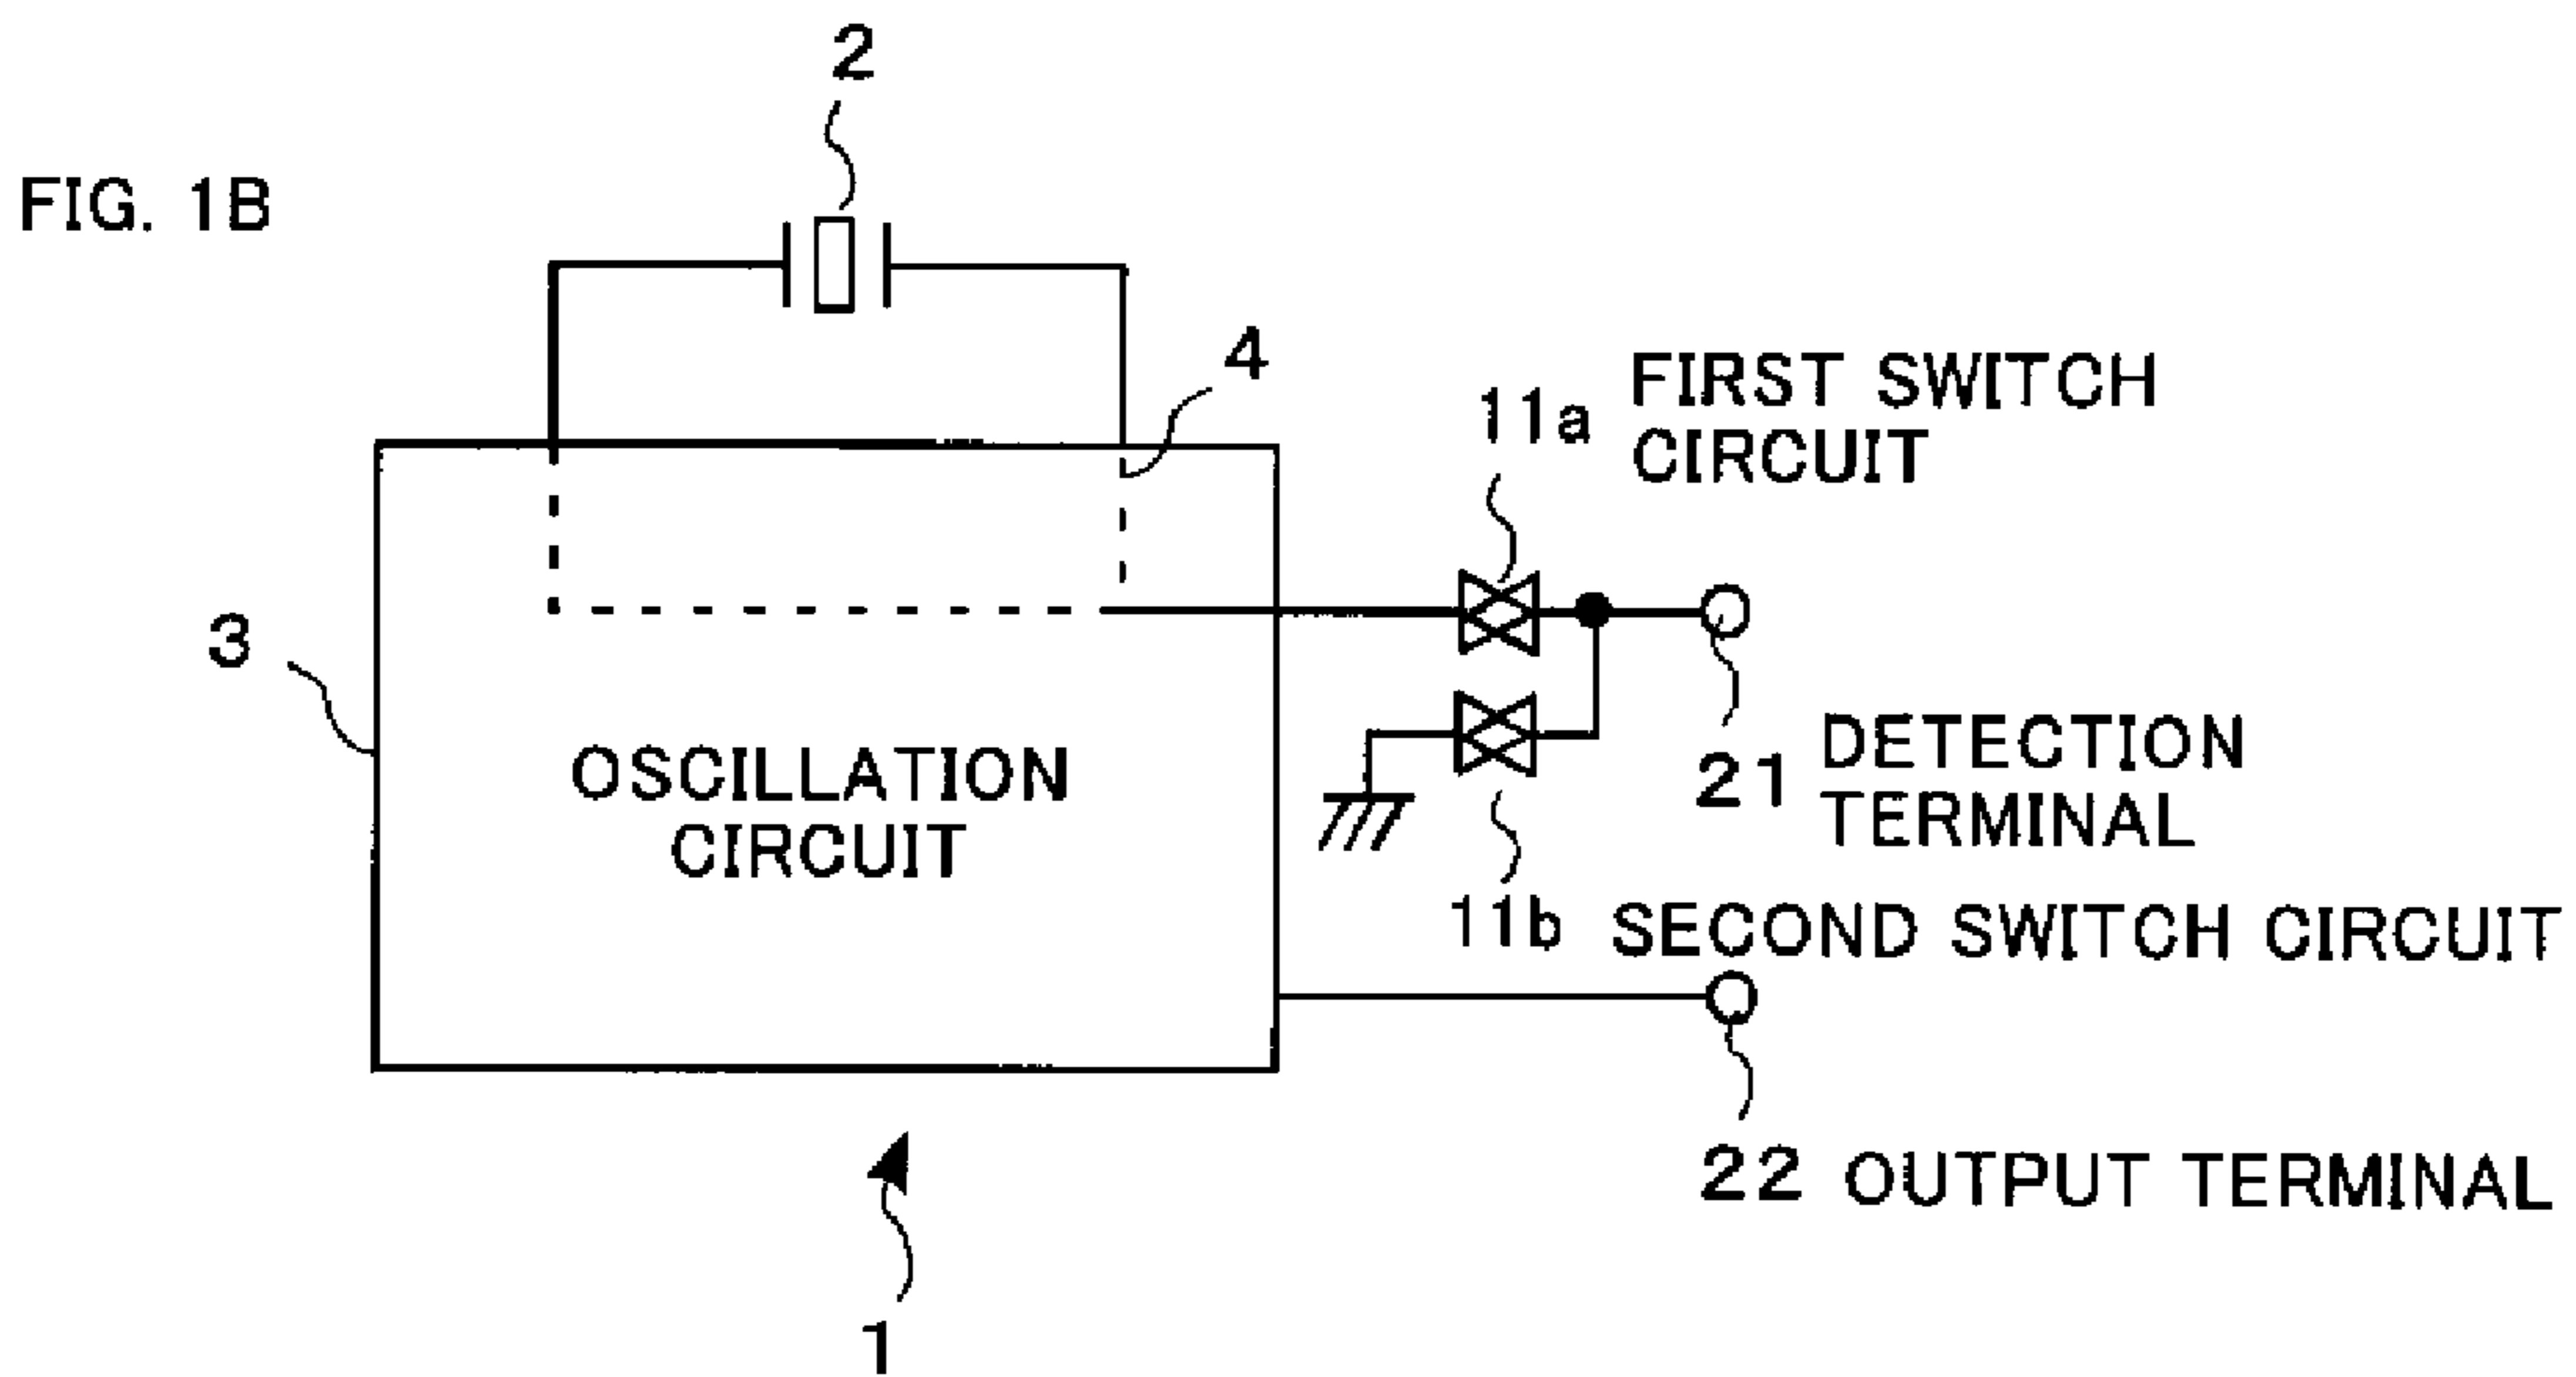 2
FIG. 1B
4
11a FIRST SWITCH
CIRCUIT
3
OSCILLATION
CIRCUIT
21 DETECTION
TERMINAL
11b SECOND SWITCH CIRCUIT
22 OUTPUT TERMINAL
1